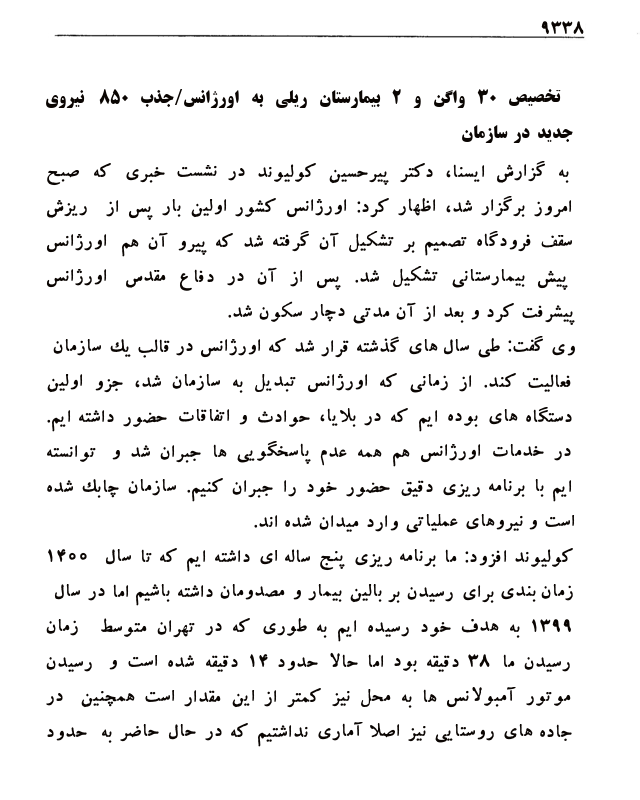 ۹۳۳۸
تخصیص ۳۰ واگن و ۲ بیمارستان ریلی به اورژانس/جذب ۸۵۰ نیروی
جدید در سازمان
به گزارش ایسنا، دکتر پیرحسین کولیوند در نشست خبری که صبح
امروز برگزار شد، اظهار کرد: اورژانس کشور اولین بار پس از ریزش
سقف فرودگاه تصمیم بر تشکیل آن گرفته شد که پیرو آن هم اورژانس
پیش بیمارستانی تشکیل شد. پس از آن در دفاع مقدس اورژانس
پیشرفت کرد و بعد از آن مدتی دچار سکون شد.
وی گفت: طی سال های گذشته قرار شد که اورژانس در قالب یك سازمان
فعالیت کند. از زمانی که اورژانس تبدیل به سازمان شد، جزو اولین
دستگاه های بوده ایم که در بلایا، حوادث و اتفاقات حضور داشته ایم.
در خدمات اورژانس هم همه عدم پاسخگویی ها جبران شد و توانسته
ایم با برنامه ریزی دقیق حضور خود را جبران کنیم. سازمان چابك شده
است و نیروهای عملیاتی وارد میدان شده اند.
کولیوند افزود: ما برنامه ریزی پنج ساله ای داشته ایم که تا سال ۱۴۰۰
زمان بندی برای رسیدن بر بالین بیمار و مصدومان داشته باشیم اما در سال
۱۳۹۹ به هدف خود رسیده ایم به طوری که در تهران متوسط زمان
رسیدن ما ۳۸ دقیقه بود اما حالا حدود ۱۴ دقیقه شده است و رسیدن
موتور آمبولانس ها به محل نیز کمتر از این مقدار است همچنین در
جاده های روستایی نیز اصلا آماری نداشتیم که در حال حاضر به حدود